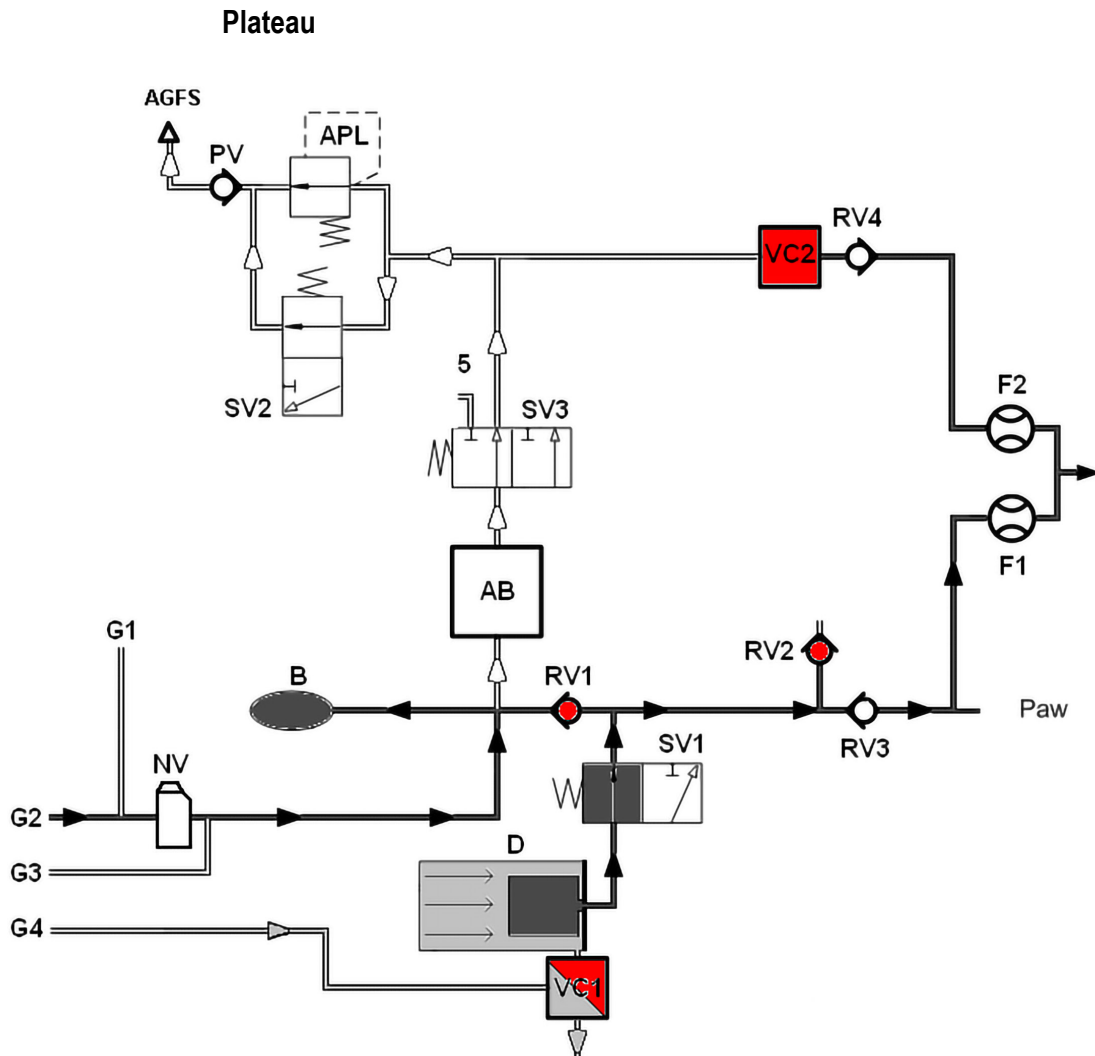 Plateau
AGFS
PV
APL
RV4
VC2
5
SV2
SV3
F2
F1
AB
G1
B
RV1
RV2
Paw
RV3
SV1
NV
G2
D
G3
G4
VC1